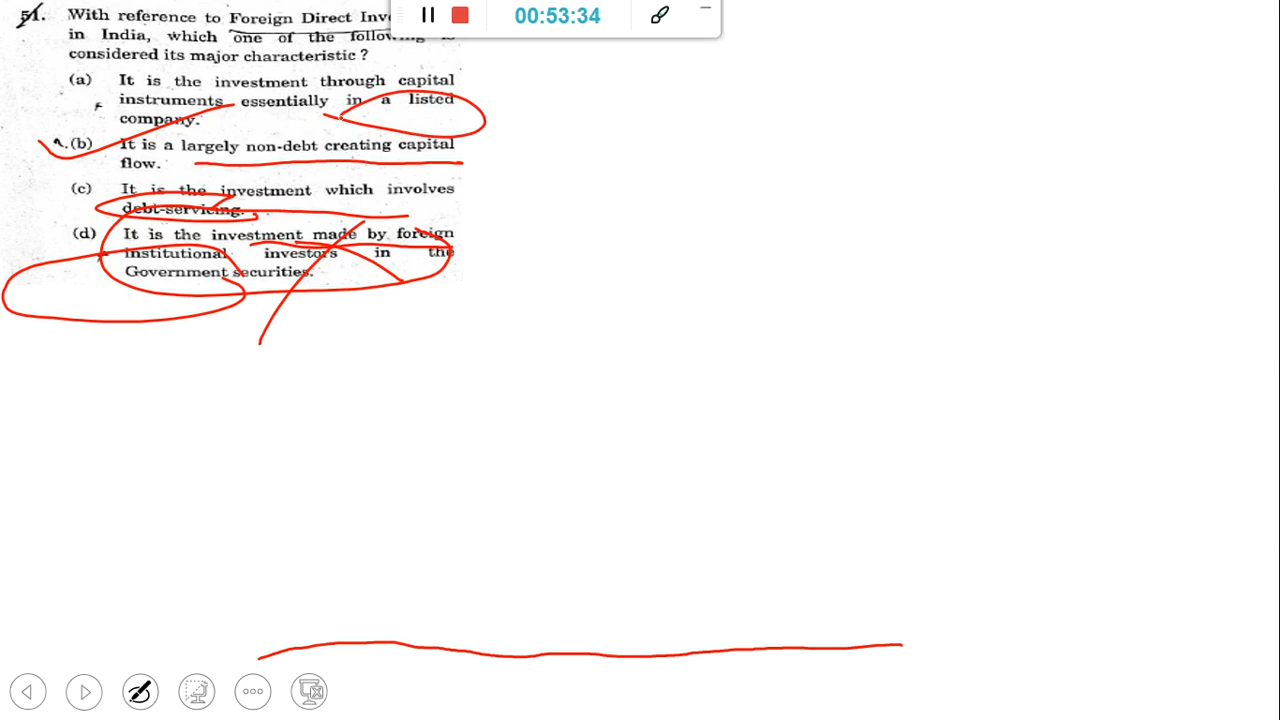 51. With reference to Foreign Direct Inv
00:53:34
in India, which one of the follow
considered its major characteristic ?
(a) It is the investment through capital
instruments essentially in a listed
company.
(b) It is a largely non-debt creating capital
flow.
(c) It is the investment which involves
debt-servicing.
(d) It is the investment made by foreign
institutional investors in the
Government securities.